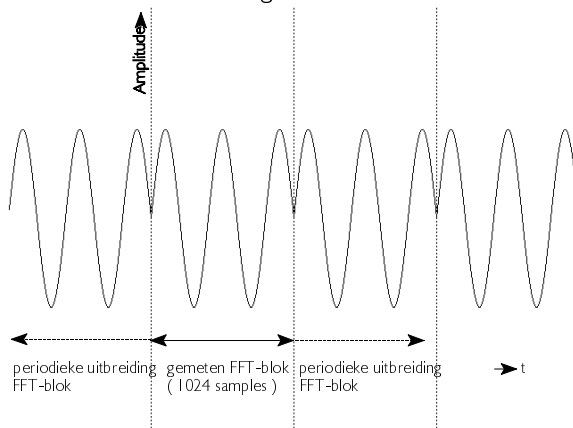 Amplitude
periodieke uitbreiding
FFT-blok
gemeten FFT-blok
( 1024 samples )
periodieke uitbreiding
FFT-blok
t